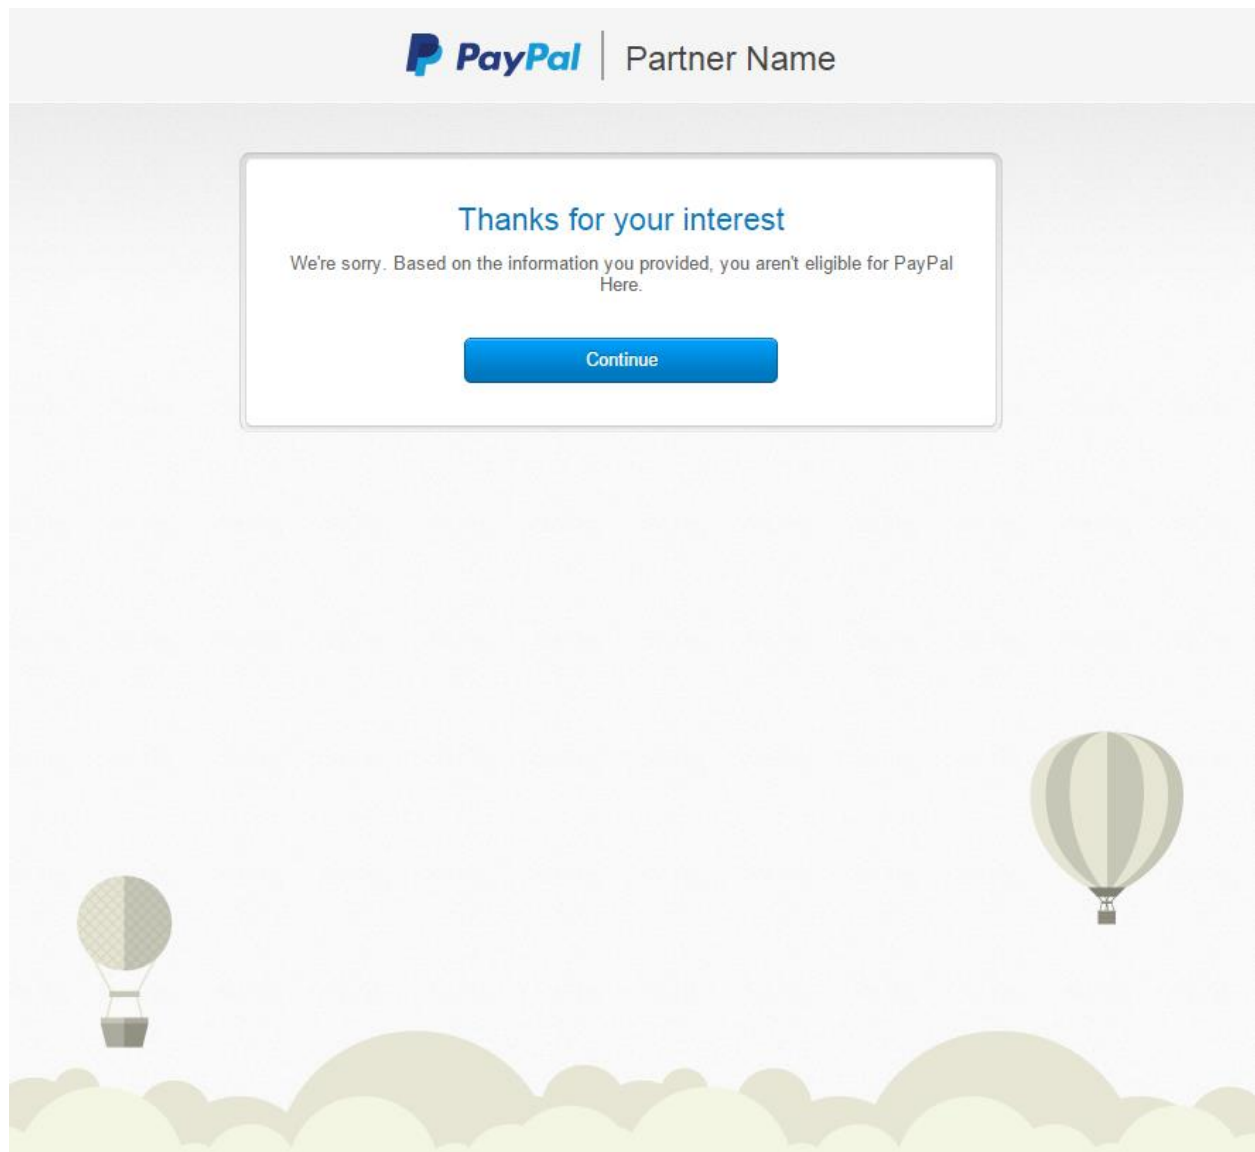 PayPal | Partner Name
Thanks for your interest
We're sorry. Based on the information you provided, you aren't eligible for PayPal
Here.
Continue